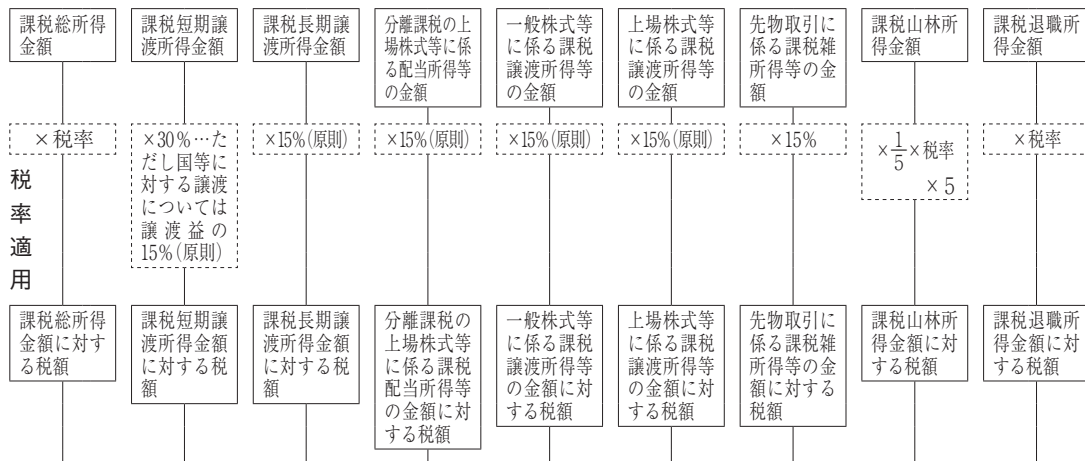 課税総所得
金額
課税短期譲
渡所得金額
課税長期譲
渡所得金額
分離課税の上
場株式等に係
る配当所得等
の金額
一般株式等
に係る課税
譲渡所得等
の金額
上場株式等
に係る課税
譲渡所得等
の金額
先物取引に
係る課税雑
所得等の金
額
課税山林所
得金額
課税退職所
得金額
税率適用
×税率
×30%…た
だし国等に
対する譲渡
については
譲渡益の
15%(原則)
×15%(原則)
×15%(原則)
×15%(原則)
×15%(原則)
×15%
×1/5×税率
×5
×税率
課税総所得
金額に対す
る税額
課税短期譲
渡所得金額
に対する税
額
課税長期譲
渡所得金額
に対する税
額
分離課税の
上場株式等
に係る課税
配当所得等
の金額に対
する税額
一般株式等
に係る課税
譲渡所得等
の金額に対
する税額
上場株式等
に係る課税
譲渡所得等
の金額に対
する税額
先物取引に
係る課税雑
所得等の金
額に対する
税額
課税山林所
得金額に対
する税額
課税退職所
得金額に対
する税額